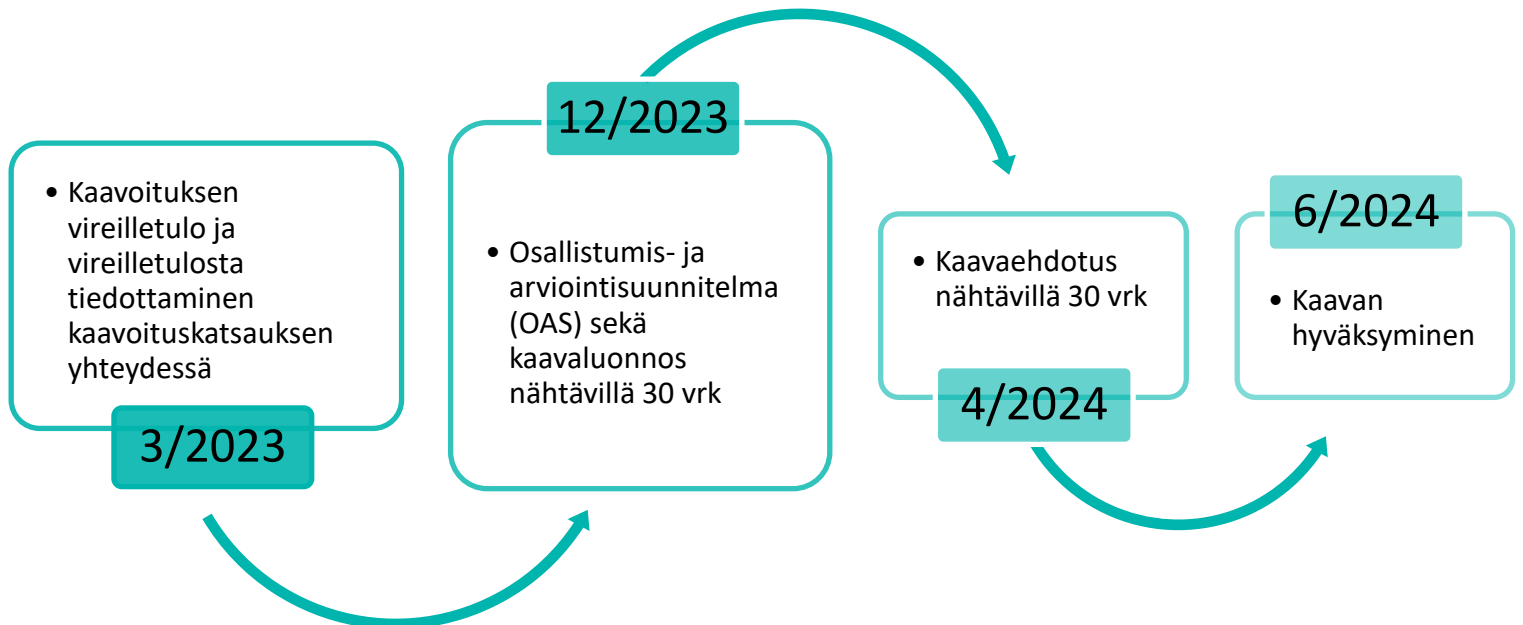 • Kaavoituksen
vireilletulo ja
vireilletulosta
tiedottaminen
kaavoituskatsauksen
yhteydessä
3/2023
12/2023
• Osallistumis- ja
arviointisuunnitelma
(OAS) sekä
kaavaluonnos
nähtävillä 30 vrk
• Kaavaehdotus
nähtävillä 30 vrk
4/2024
6/2024
• Kaavan
hyväksyminen